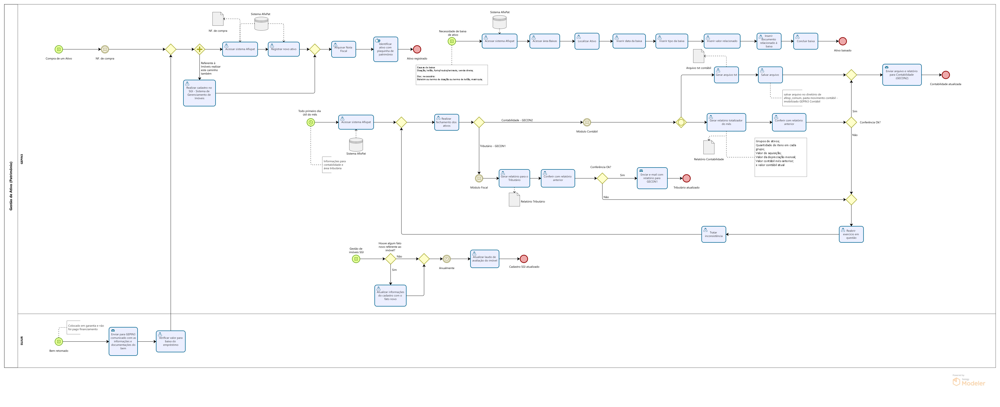 Gestão de Ativo (Patrimônio)
GEPIN3
Compra de um Ativo
NF. de compra
NF. de compra
Sistema AfixPat
Referente à
Imóveis realizar
este caminho
também
Acessar sistema Afixpat
Registrar novo ativo
Realizar cadastro no
SGI - Sistema de
Gerenciamento de
Imóveis
Arquivar Nota
Fiscal
Identificar
ativo com
plaquinha de
patrimônio
Ativo registrado
Necessidade de baixa
de ativo
Causas de baixa:
Doação, leilão, furto/roubo/extravio, venda direta;
Doc. necessário:
Boletim ou termo de doação ou termo de leilão, matricula;
Sistema AfixPat
Acessar sistema Afixpat
Acessar área Baixas
Localizar Ativo
Inserir data da baixa
Inserir tipo da baixa
Inserir valor relacionado
Inserir
documento
relacionado à
baixa
Concluir baixa
Ativo baixado
Arquivo txt contábil
Gerar arquivo txt
Salvar arquivo
salvar arquivo no diretório de
afesp_comum, pasta movimento contábil -
imobilizado GEPIN3 Contábil
Enviar arquivo e relatório
para Contabilidade
(GECON2)
Contabilidade atualizada
Todo primeiro dia
útil do mês
Informações para
contabilidade e
área tributária
Acessar sistema Afixpat
Sistema AfixPat
Realizar
fechamento dos
ativos
Contabilidade - GECON2
Módulo Contábil
Gerar relatório totalizador
do mês
Conferir com relatório
anterior
Sim
Conferência Ok?
Não
Relatório Contabilidade
Grupos de ativos;
Quantidade de itens em cada
grupo;
Valor de aquisição;
Valor da depreciação mensal;
Valor contábil mês anterior;
e valor contábil atual
Tributário - GECON1
Módulo Fiscal
Gerar relatório para o
Tributário
Relatório Tributário
Conferir com relatório
anterior
Conferência Ok?
Sim
Não
Enviar e-mail com
relatório para
GECON1
Tributário atualizado
Reabrir
exercício em
questão
Tratar
inconsistência
Gestão de
imóveis SGI
Houve algum fato
novo referente ao
imóvel?
Não
Sim
Atualizar informações
do cadastro com o
fato novo
Anualmente
Atualizar laudo de
avaliação do imóvel
Cadastro SGI atualizado
SUJUR
Bem retomado
Colocado em garantia e não
foi pago financiamento
Enviar para GEPIN3
comunicado com as
informações e
documentações do
bem
Verificar valor para
baixa do
empréstimo
Powered by
bizagi
Modeler